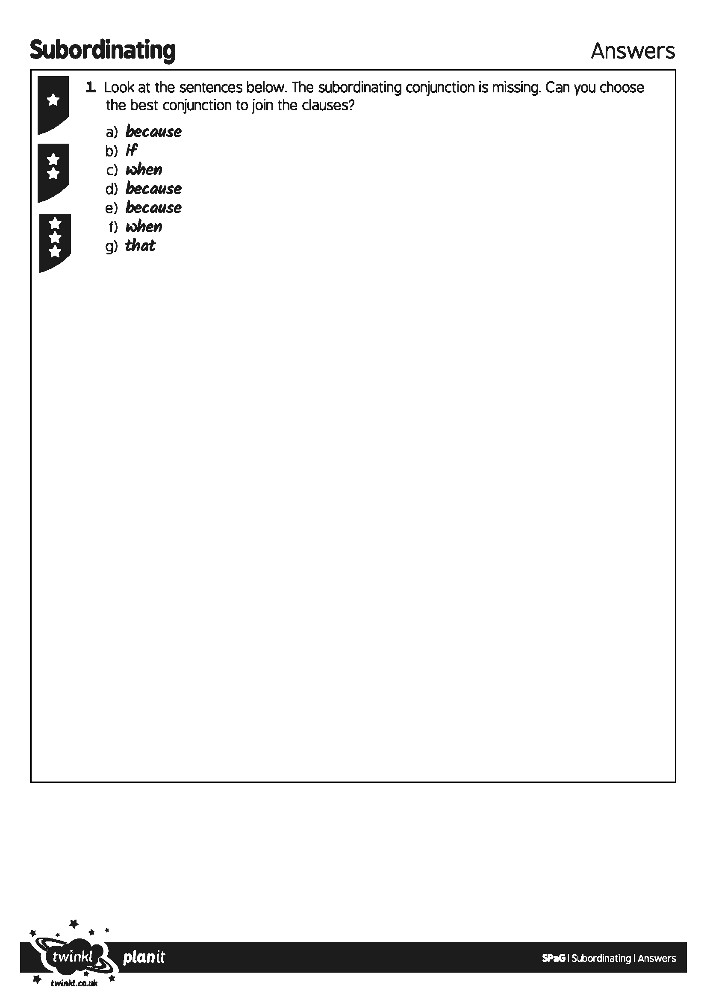 Subordinating
Answers
1. Look at the sentences below. The subordinating conjunction is missing. Can you choose
the best conjunction to join the clauses?
a) because
b) if
c) when
d) because
e) because
f) when
g) that
twinkl
planit
SPaG | Subordinating | Answers
twinkl.co.uk